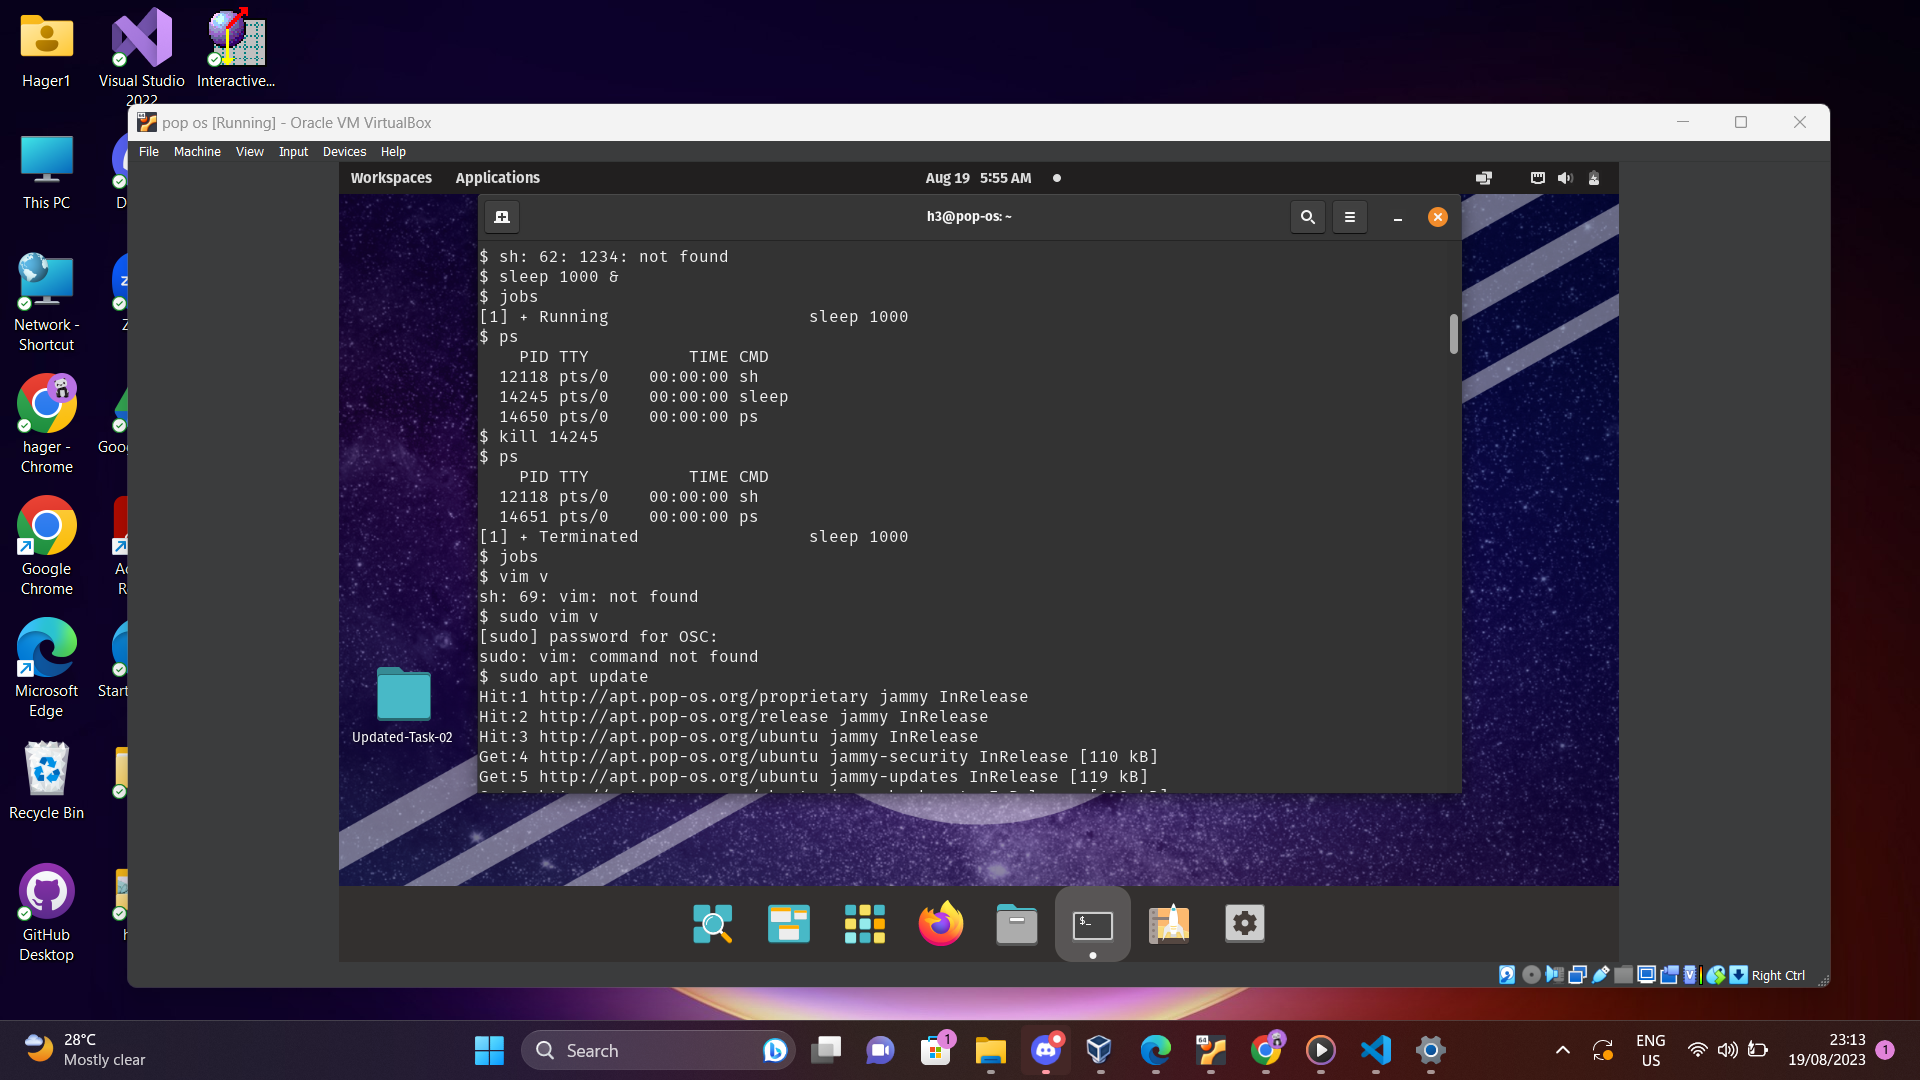 Hager1
Visual Studio
2022
Interactive...
pop os [Running] - Oracle VM VirtualBox
File Machine View Input Devices Help
Workspaces Applications
Aug 19 5:55 AM
h3@pop-os: ~
$ sh: 62: 1234: not found
$ sleep 1000 &
$ jobs
[1] + Running sleep 1000
$ ps
PID TTY TIME CMD
12118 pts/0 00:00:00 sh
14245 pts/0 00:00:00 sleep
14650 pts/0 00:00:00 ps
$ kill 14245
$ ps
PID TTY TIME CMD
12118 pts/0 00:00:00 sh
14651 pts/0 00:00:00 ps
[1] + Terminated sleep 1000
$ jobs
$ vim v
sh: 69: vim: not found
$ sudo vim v
[sudo] password for OSC:
sudo: vim: command not found
$ sudo apt update
Hit:1 http://apt.pop-os.org/proprietary jammy InRelease
Hit:2 http://apt.pop-os.org/release jammy InRelease
Hit:3 http://apt.pop-os.org/ubuntu jammy InRelease
Get:4 http://apt.pop-os.org/ubuntu jammy-security InRelease [110 kB]
Get:5 http://apt.pop-os.org/ubuntu jammy-updates InRelease [119 kB]
Updated-Task-02
This PC
Network -
Shortcut
hager -
Chrome
Goo
Google
Chrome
Microsoft
Edge
Start
Recycle Bin
GitHub
Desktop
Right Ctrl
28°C
Mostly clear
Search
1
ENG
US
23:13
19/08/2023
1